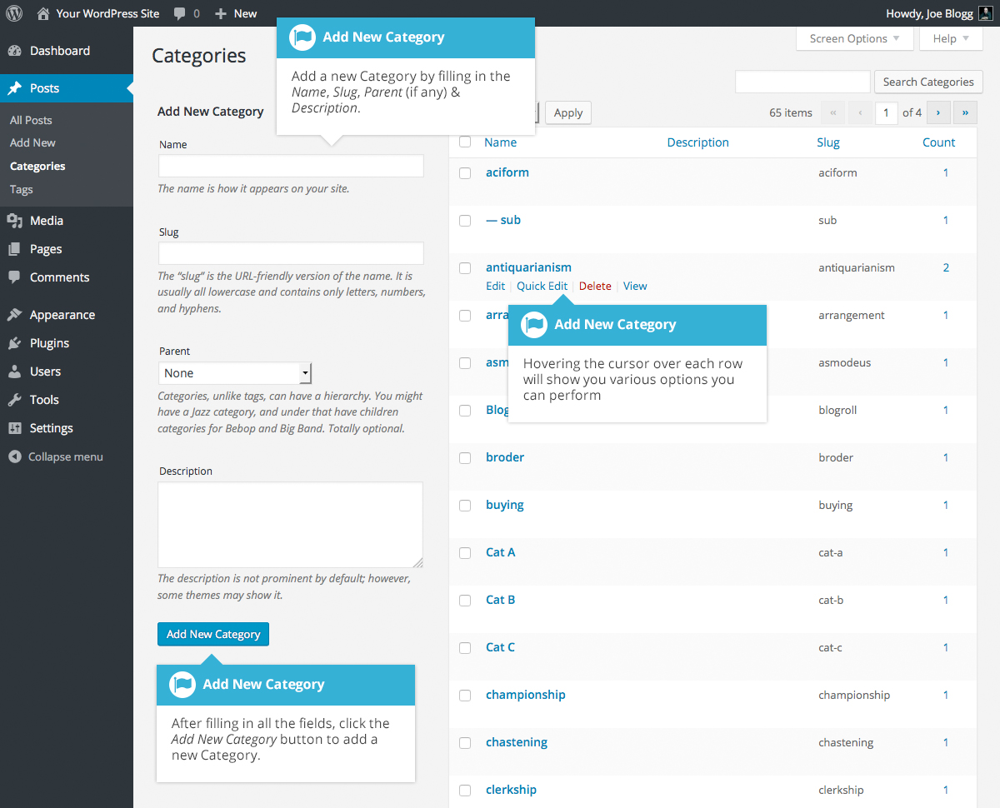 Your WordPress Site 0 New Howdy, Joe Blogg
Dashboard
Posts
All Posts
Add New
Categories
Tags
Media
Pages
Comments
Appearance
Plugins
Users
Tools
Settings
Collapse menu
Screen Options Help
Categories
Add New Category
Add a new Category by filling in the
Name, Slug, Parent (if any) &
Description.
Search Categories
Add New Category
Apply
65 items « ‹ 1 of 4 › »
Name
The name is how it appears on your site.
Slug
The “slug” is the URL-friendly version of the name. It is
usually all lowercase and contains only letters, numbers,
and hyphens.
Parent
None
Categories, unlike tags, can have a hierarchy. You might
have a Jazz category, and under that have children
categories for Bebop and Big Band. Totally optional.
Description
The description is not prominent by default; however,
some themes may show it.
Add New Category
Add New Category
After filling in all the fields, click the
Add New Category button to add a
new Category.
Name Description Slug Count
aciform aciform 1
— sub sub 1
antiquarianism antiquarianism 2
Edit | Quick Edit | Delete | View
Add New Category
Hovering the cursor over each row
will show you various options you
can perform
arrangement 1
asmodeus 1
blogroll 1
broder broder 1
buying buying 1
Cat A cat-a 1
Cat B cat-b 1
Cat C cat-c 1
championship championship 1
chastening chastening 1
clerkship clerkship 1